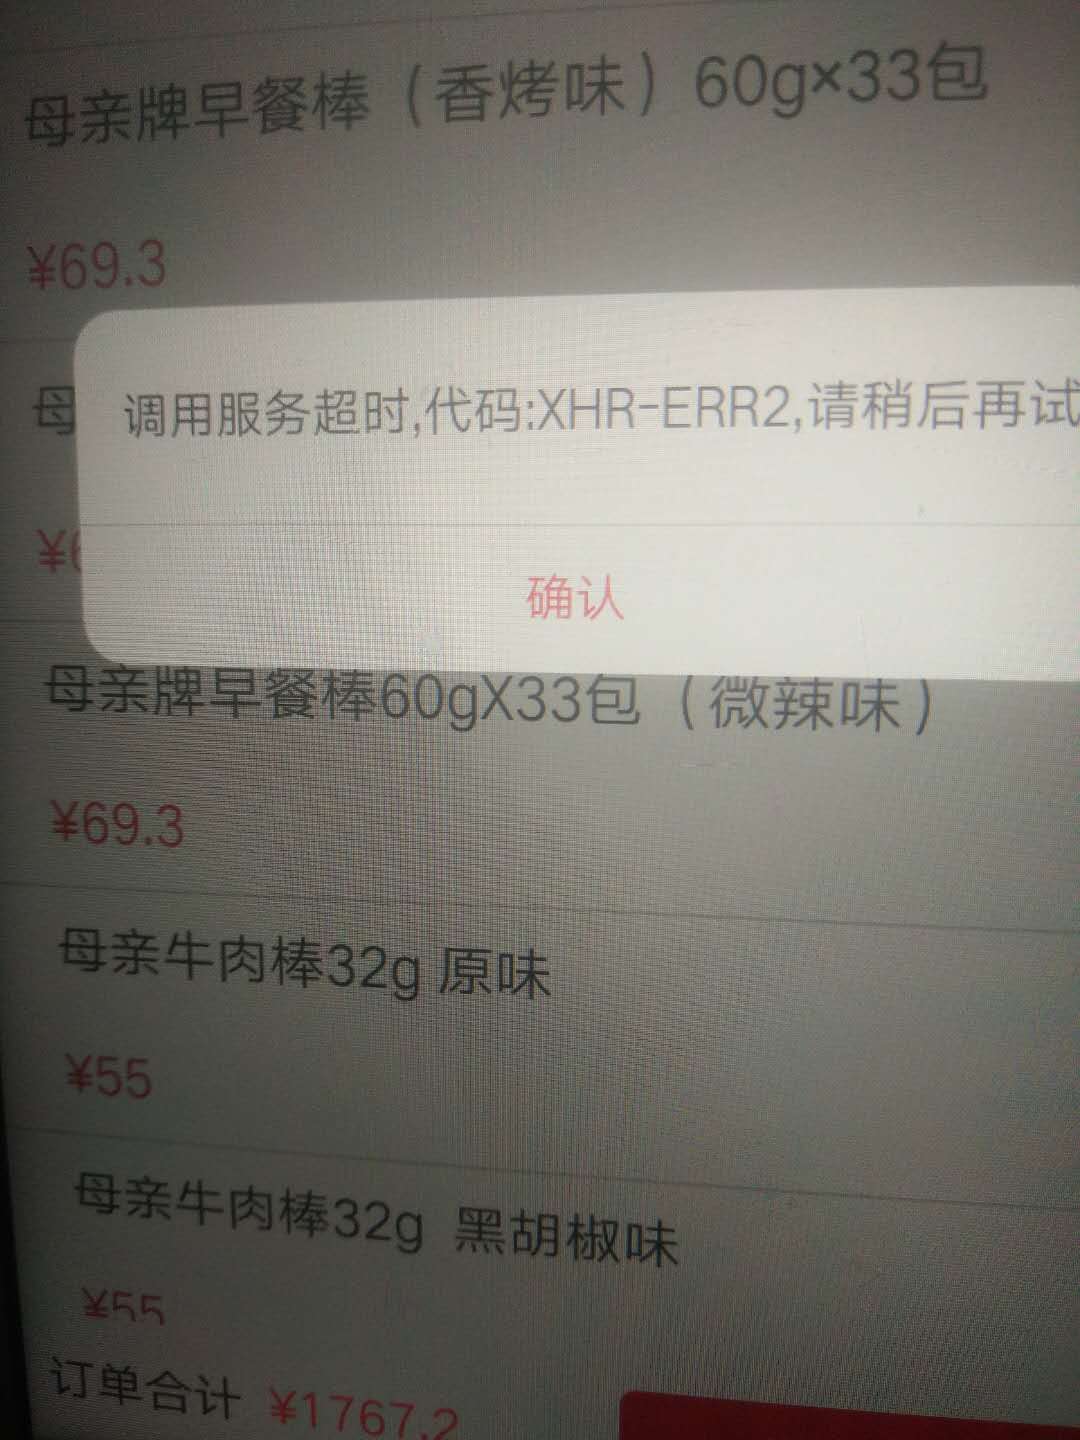 母亲牌早餐棒（香烤味）60g×33包
¥69.3
母
调用服务超时,代码:XHR-ERR2,请稍后再试
¥6
确认
母亲牌早餐棒60gX33包（微辣味）
¥69.3
母亲牛肉棒32g 原味
¥55
母亲牛肉棒32g 黑胡椒味
¥55
订单合计 ¥1767.2